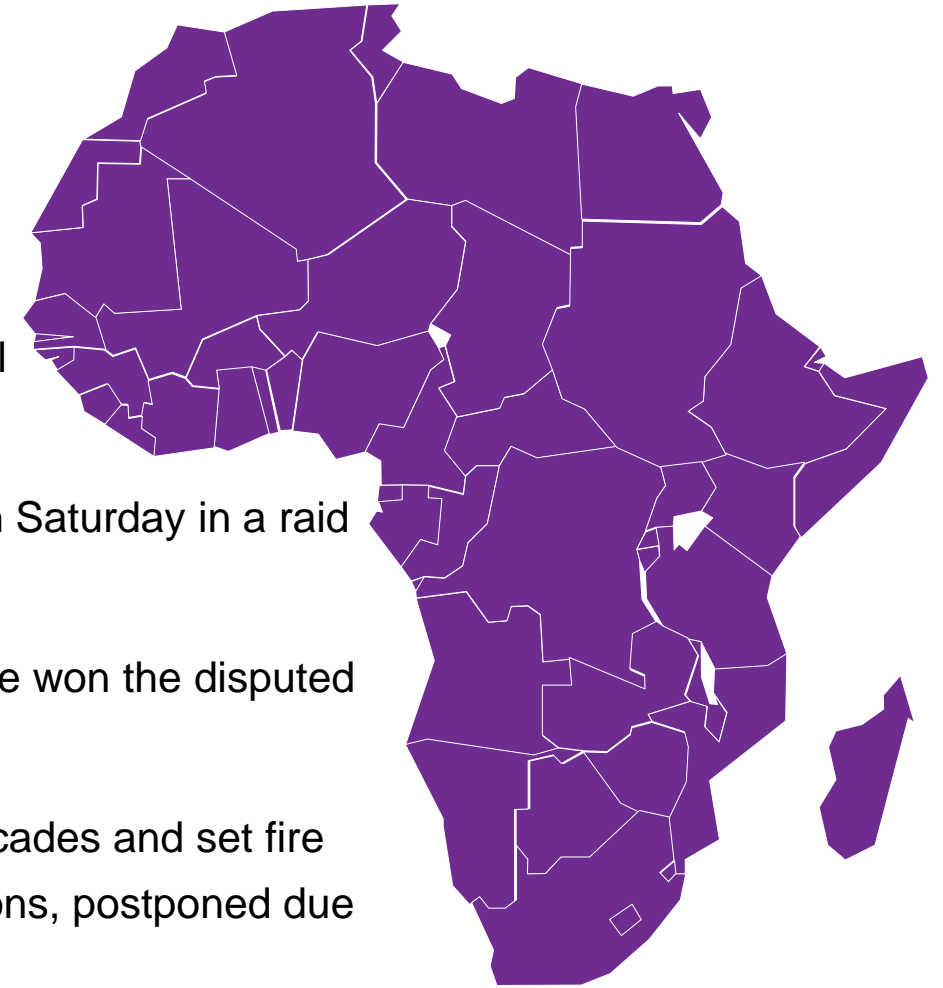 n Saturday in a raid
e won the disputed
cades and set fire
ons, postponed due